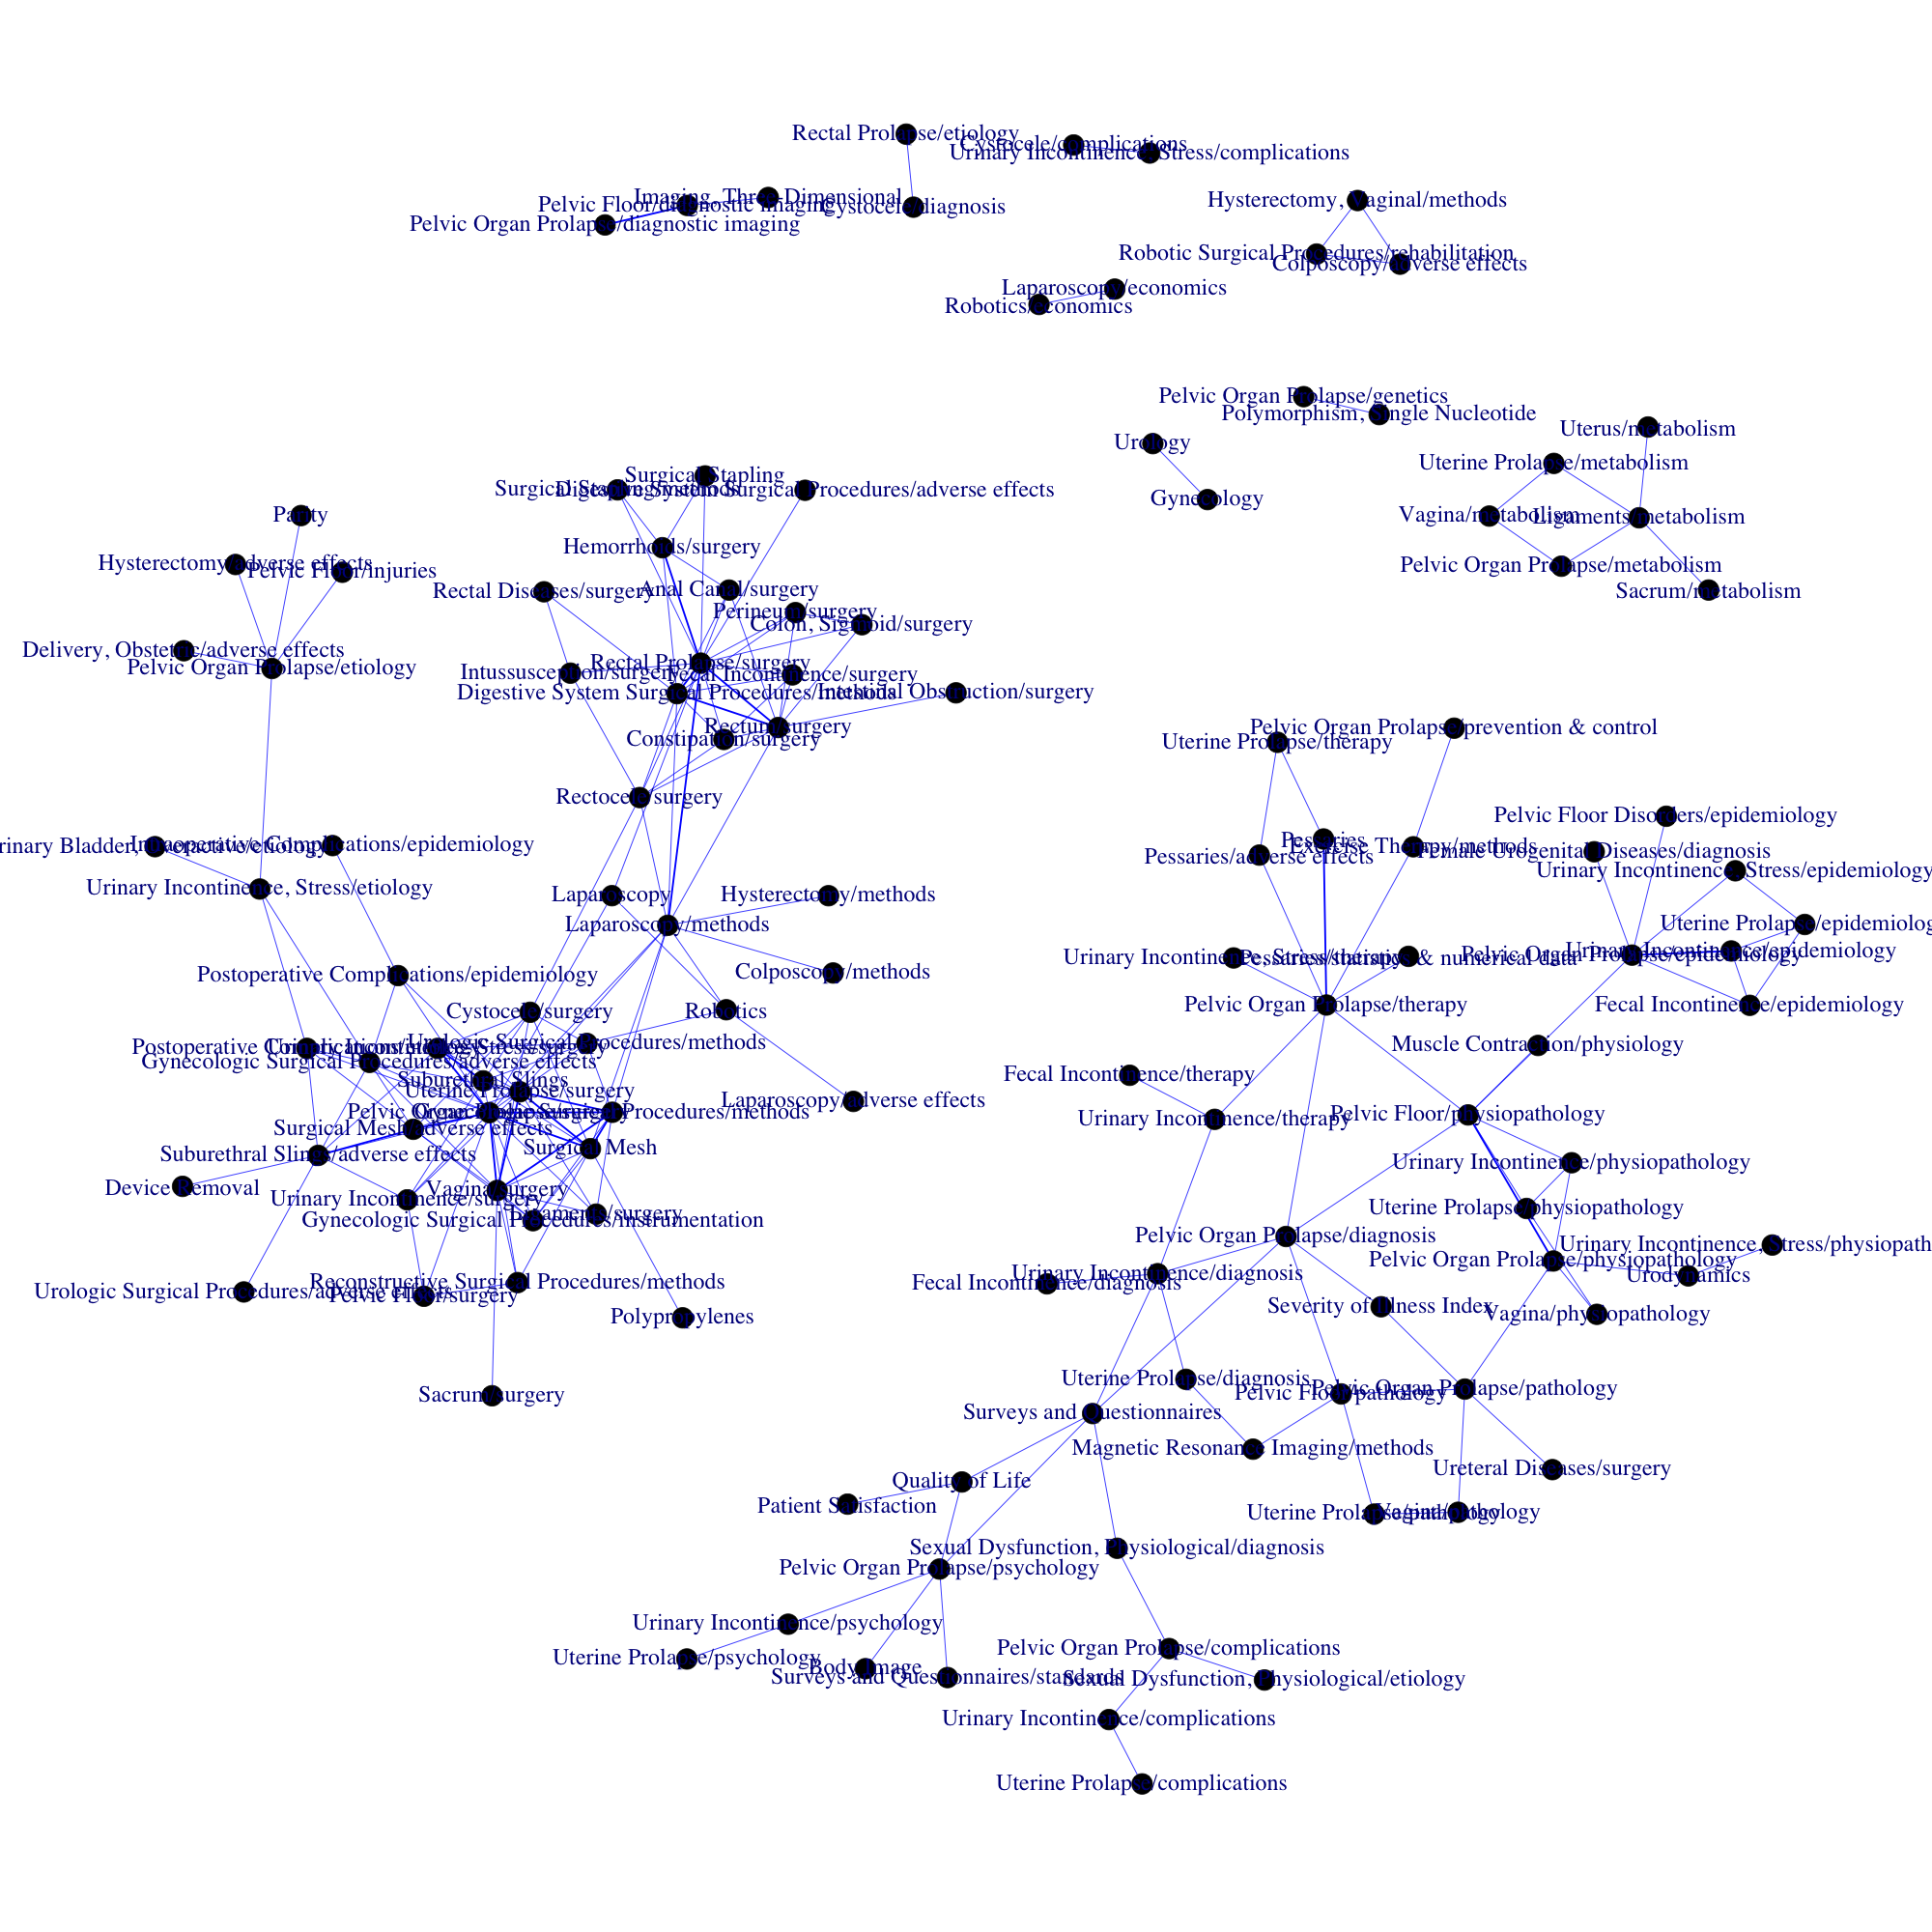 Rectal Prolapse/etiology
Cystocele/complications
Urinary Incontinence, Stress/complications
Imaging, Three-Dimensional
Pelvic Floor/diagnostic imaging
Cystocele/diagnosis
Pelvic Organ Prolapse/diagnostic imaging
Hysterectomy, Vaginal/methods
Robotic Surgical Procedures/rehabilitation
Colposcopy/adverse effects
Laparoscopy/economics
Robotics/economics
Pelvic Organ Prolapse/genetics
Polymorphism, Single Nucleotide
Urology
Uterus/metabolism
Uterine Prolapse/metabolism
Surgical Stapling
Surgical Stapling/methods
Digestive System Surgical Procedures/adverse effects
Gynecology
Parity
Vagina/metabolism
Ligaments/metabolism
Hemorrhoids/surgery
Hysterectomy/adverse effects
Pelvic Floor/injuries
Pelvic Organ Prolapse/metabolism
Rectal Diseases/surgery
Anal Canal/surgery
Sacrum/metabolism
Perineum/surgery
Colon, Sigmoid/surgery
Delivery, Obstetric/adverse effects
Pelvic Organ Prolapse/etiology
Rectal Prolapse/surgery
Intussusception/surgery
Fecal Incontinence/surgery
Digestive System Surgical Procedures/methods
Intestinal Obstruction/surgery
Rectum/surgery
Constipation/surgery
Pelvic Organ Prolapse/prevention & control
Uterine Prolapse/therapy
Rectocele/surgery
Pelvic Floor Disorders/epidemiology
rinary Bladder, Overactive/etiology
Intraoperative Complications/epidemiology
Pessaries
Exercise Therapy/methods
Pessaries/adverse effects
Female Urogenital Diseases/diagnosis
Urinary Incontinence, Stress/epidemiology
Urinary Incontinence, Stress/etiology
Laparoscopy
Hysterectomy/methods
Laparoscopy/methods
Uterine Prolapse/epidemiolog
Urinary Incontinence, Stress/therapy
Pessaries/statistics & numerical data
Pelvic Organ Prolapse/epidemiology
Urinary Incontinence/epidemiology
Postoperative Complications/epidemiology
Colposcopy/methods
Cystocele/surgery
Robotics
Pelvic Organ Prolapse/therapy
Fecal Incontinence/epidemiology
Postoperative Complications/etiology
Urinary Incontinence, Stress/surgery
Urologic Surgical Procedures/methods
Muscle Contraction/physiology
Gynecologic Surgical Procedures/adverse effects
Fecal Incontinence/therapy
Suburethral Slings
Uterine Prolapse/surgery
Laparoscopy/adverse effects
Pelvic Organ Prolapse/surgery
Gynecologic Surgical Procedures/methods
Urinary Incontinence/therapy
Pelvic Floor/physiopathology
Surgical Mesh/adverse effects
Surgical Mesh
Suburethral Slings/adverse effects
Urinary Incontinence/physiopathology
Device Removal
Vagina/surgery
Urinary Incontinence/surgery
Ligaments/surgery
Gynecologic Surgical Procedures/instrumentation
Uterine Prolapse/physiopathology
Pelvic Organ Prolapse/diagnosis
Urinary Incontinence, Stress/physiopath
Pelvic Organ Prolapse/physiopathology
Urinary Incontinence/diagnosis
Fecal Incontinence/diagnosis
Urodynamics
Reconstructive Surgical Procedures/methods
Urologic Surgical Procedures/adverse effects
Pelvic Floor/surgery
Severity of Illness Index
Vagina/physiopathology
Polypropylenes
Uterine Prolapse/diagnosis
Pelvic Floor/pathology
Pelvic Organ Prolapse/pathology
Sacrum/surgery
Surveys and Questionnaires
Magnetic Resonance Imaging/methods
Ureteral Diseases/surgery
Quality of Life
Patient Satisfaction
Uterine Prolapse/pathology
Vagina/pathology
Sexual Dysfunction, Physiological/diagnosis
Pelvic Organ Prolapse/psychology
Urinary Incontinence/psychology
Pelvic Organ Prolapse/complications
Uterine Prolapse/psychology
Body Image
Surveys and Questionnaires/standards
Sexual Dysfunction, Physiological/etiology
Urinary Incontinence/complications
Uterine Prolapse/complications